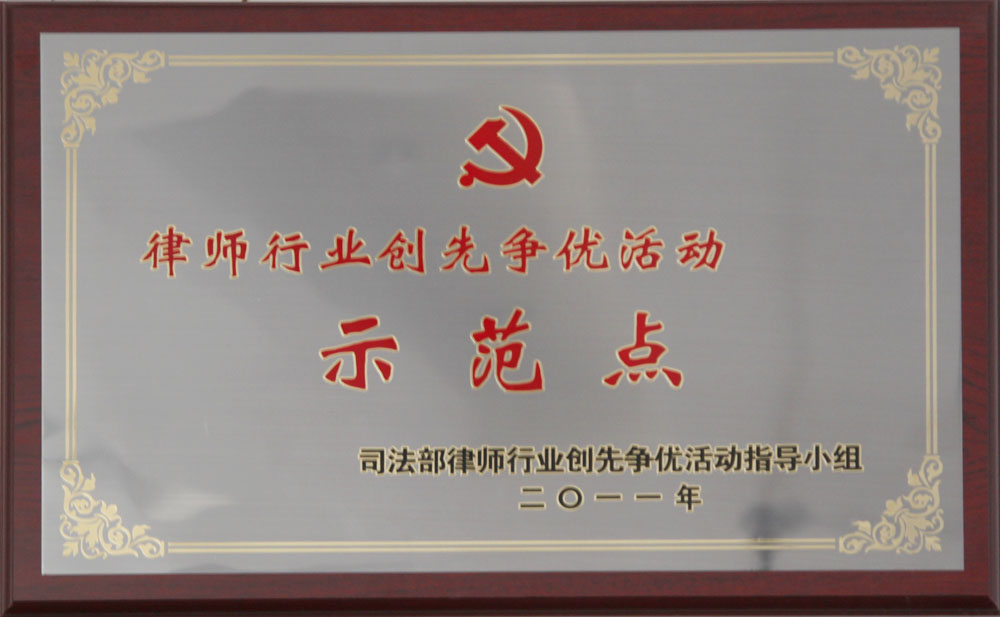 律师行业创先争优活动
示范点
司法部律师行业创先争优活动指导小组
二〇一一年